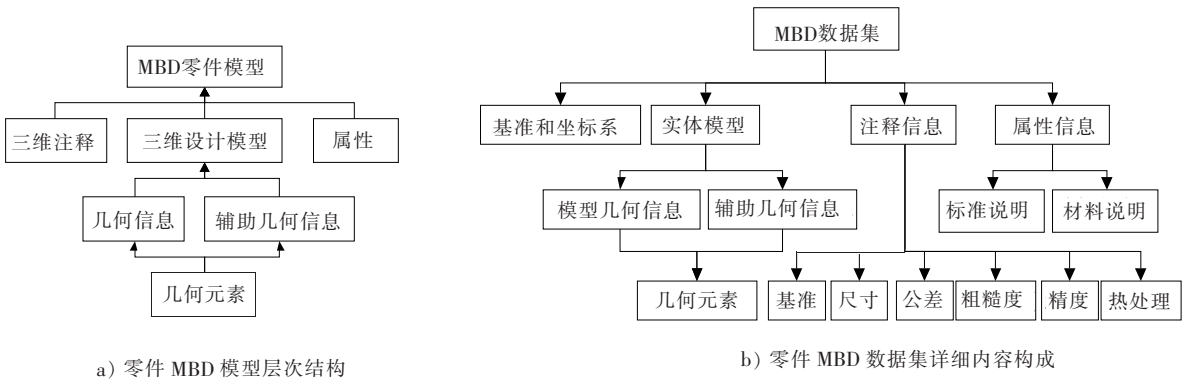 MBD零件模型
三维注释
三维设计模型
属性
几何信息
辅助几何信息
几何元素
a) 零件 MBD 模型层次结构
MBD数据集
基准和坐标系
实体模型
注释信息
属性信息
模型几何信息
辅助几何信息
标准说明
材料说明
几何元素
基准
尺寸
公差
粗糙度
精度
热处理
b) 零件 MBD 数据集详细内容构成